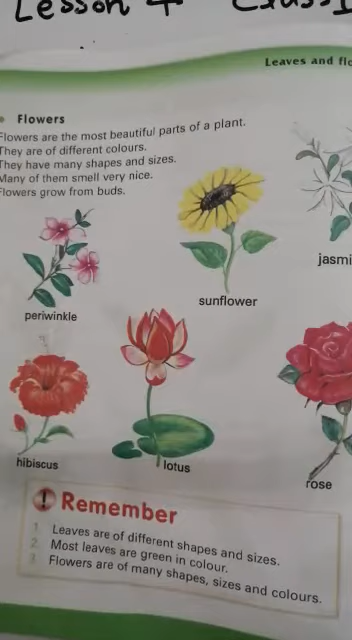 Lesson 4 Class I
Leaves and flo
Flowers
Flowers are the most beautiful parts of a plant.
They are of different colours.
They have many shapes and sizes.
Many of them smell very nice.
Flowers grow from buds.
periwinkle
sunflower
jasmi
hibiscus
lotus
rose
! Remember
1 Leaves are of different shapes and sizes.
2 Most leaves are green in colour.
3 Flowers are of many shapes, sizes and colours.